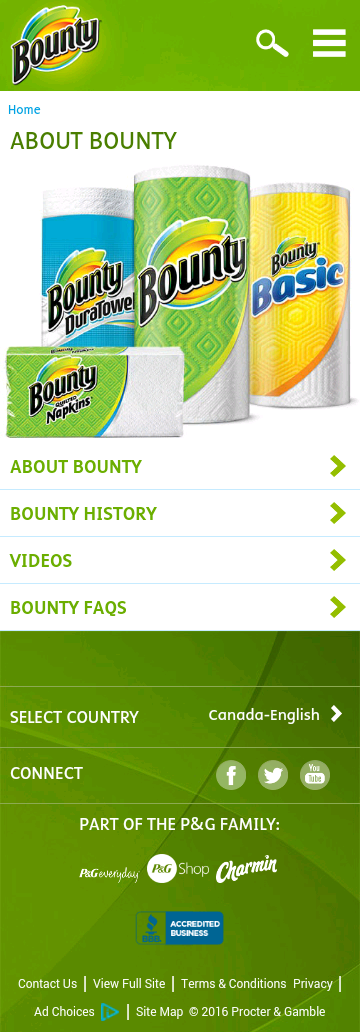 Bounty
Home
ABOUT BOUNTY
Bounty
DuraTowel
Bounty
Bounty
Basic
Bounty
QUILTED
Napkins
ABOUT BOUNTY
BOUNTY HISTORY
VIDEOS
BOUNTY FAQS
SELECT COUNTRY
Canada-English
CONNECT
f
You
Tube
PART OF THE P&G FAMILY:
P&G everyday
P&G Shop
Charmin
BBB
ACCREDITED
BUSINESS
Contact Us | View Full Site | Terms & Conditions Privacy |
Ad Choices | Site Map © 2016 Procter & Gamble